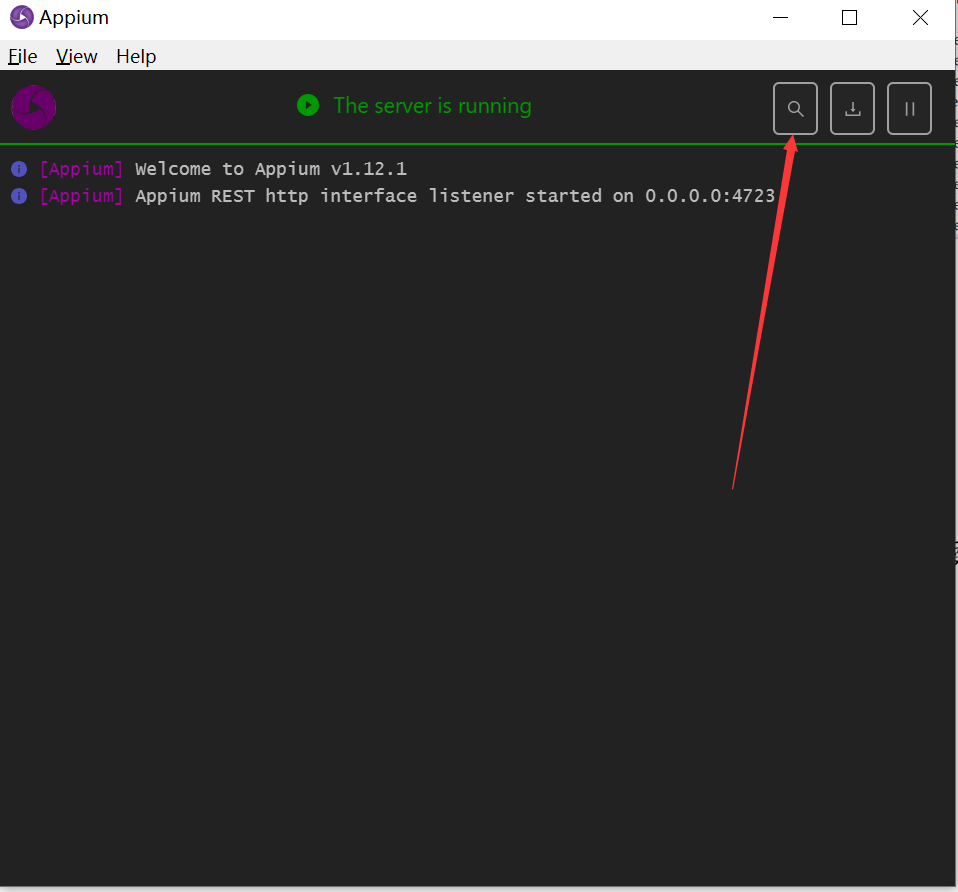 Appium
File View Help
The server is running
[Appium] Welcome to Appium v1.12.1
[Appium] Appium REST http interface listener started on 0.0.0.0:4723